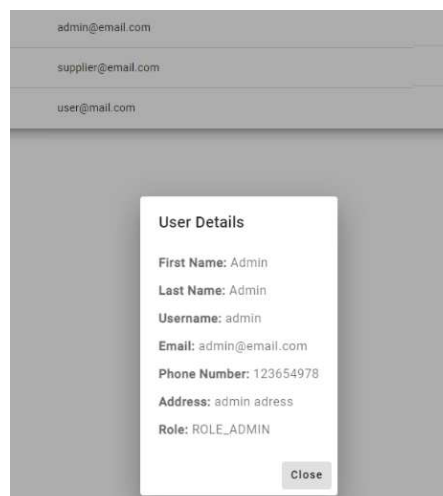 admin@email.com
supplier@email.com
user@mail.com
User Details
First Name: Admin
Last Name: Admin
Username: admin
Email: admin@email.com
Phone Number: 123654978
Address: admin adress
Role: ROLE_ADMIN
Close